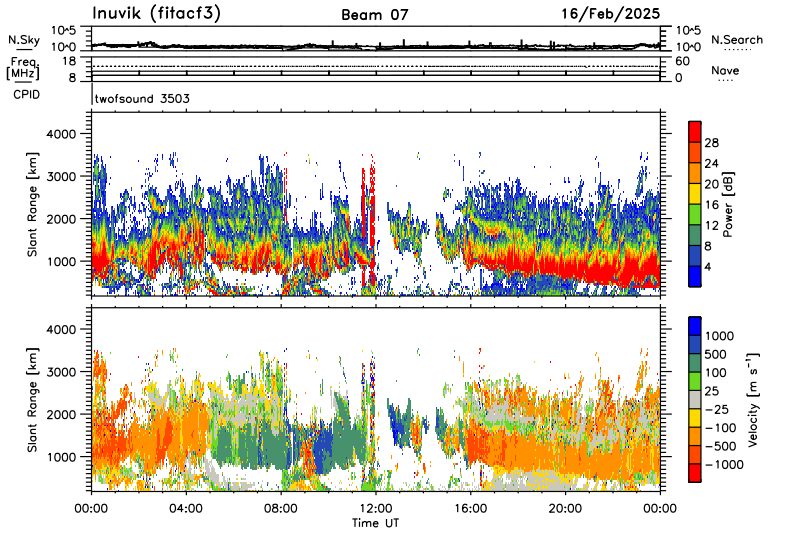 Inuvik (fitacf3) Beam 07 16/Feb/2025
N.Sky 10^5 10^5 N.Search
10^0 10^0
Freq. 18 60 Nave
[MHz] 8 0
CPID twofsound 3503
Slant Range [km] 4000 3000 2000 1000
28 24 20 16 12 8 4 Power [dB]
Slant Range [km] 4000 3000 2000 1000
1000 500 100 25 −25 −100 −500 −1000 Velocity [m s⁻¹]
00:00 04:00 08:00 12:00 16:00 20:00 00:00
Time UT